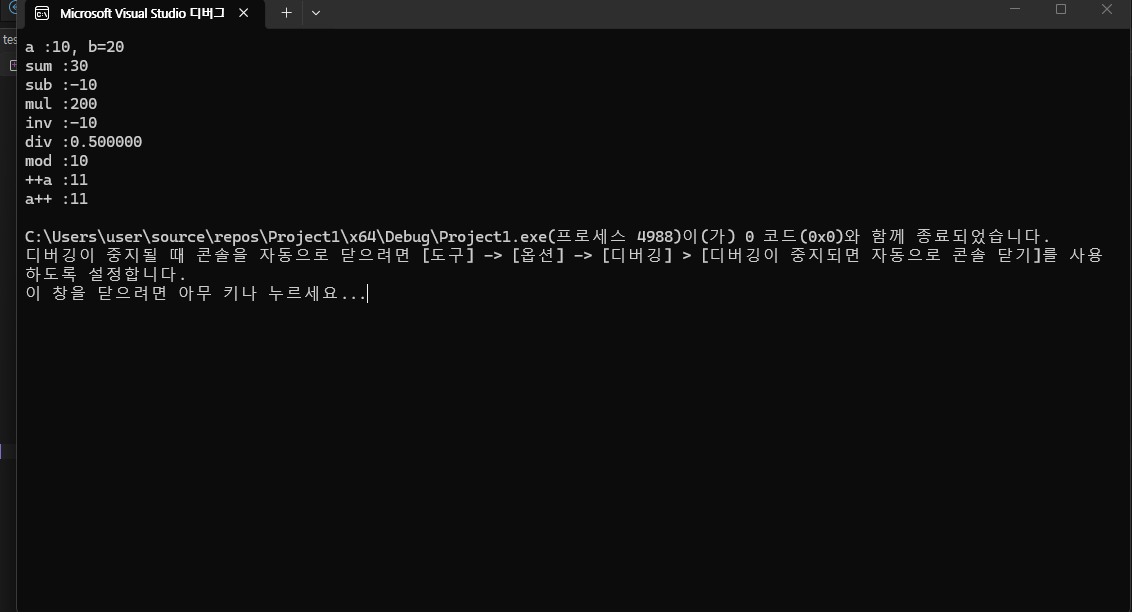 Microsoft Visual Studio 디버그
tes
a :10, b=20
sum :30
sub :-10
mul :200
inv :-10
div :0.500000
mod :10
++a :11
a++ :11
C:\Users\user\source\repos\Project1\x64\Debug\Project1.exe(프로세스 4988)이(가) 0 코드(0x0)와 함께 종료되었습니다.
디버깅이 중지될 때 콘솔을 자동으로 닫으려면 [도구] -> [옵션] -> [디버깅] > [디버깅이 중지되면 자동으로 콘솔 닫기]를 사용
하도록 설정합니다.
이 창을 닫으려면 아무 키나 누르세요...